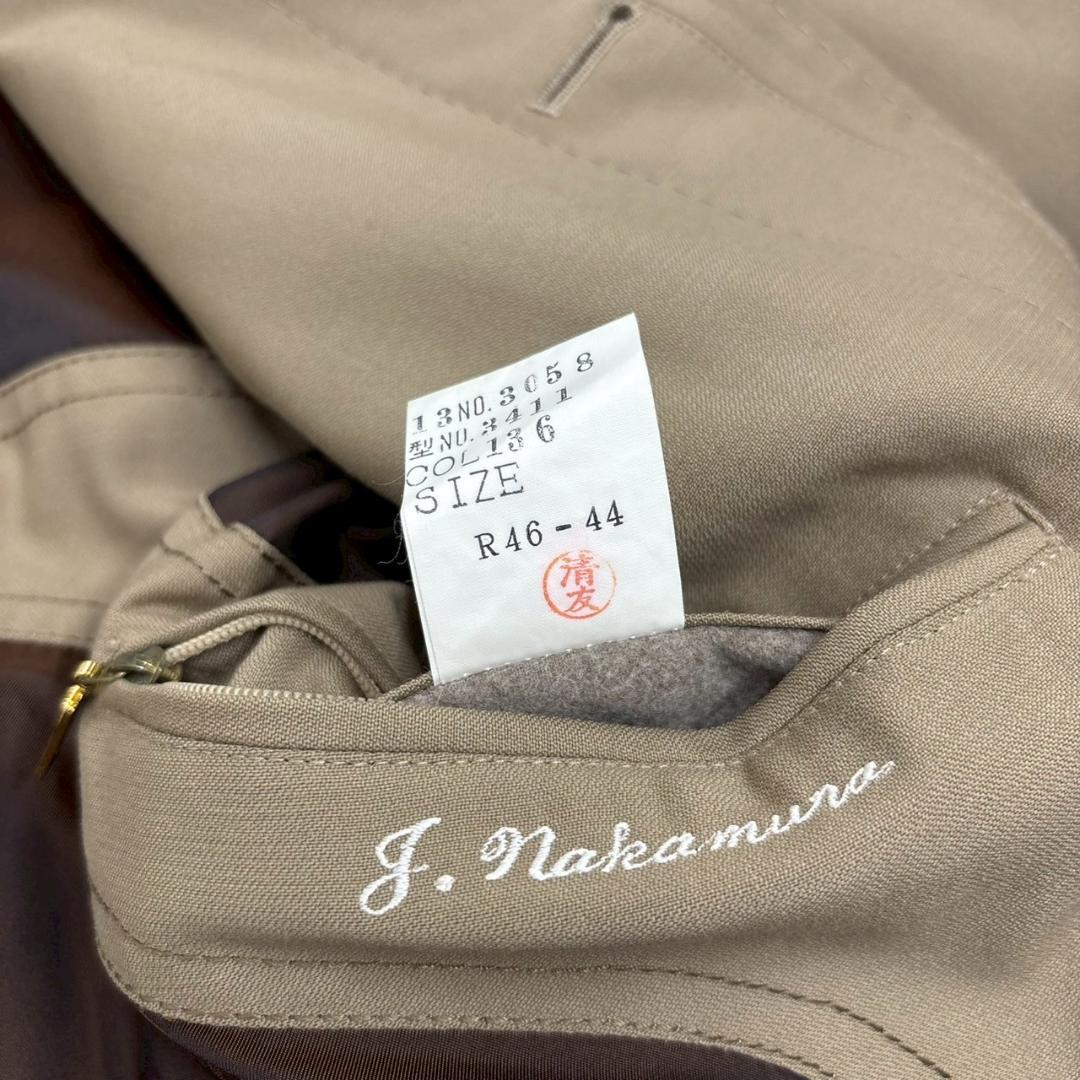 13NO.3058
型NO.3411
COL136
SIZE
R46-44
清
友
J. Nakamura